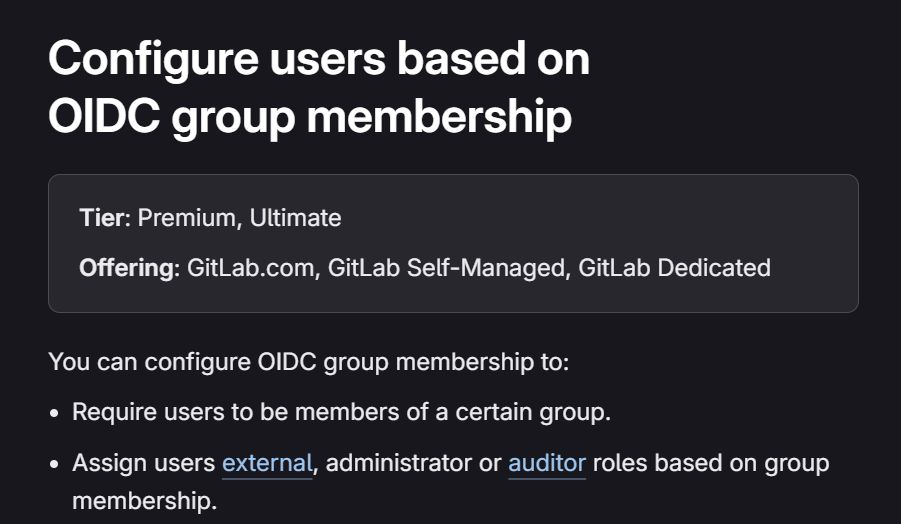 Configure users based on
OIDC group membership
Tier: Premium, Ultimate
Offering: GitLab.com, GitLab Self-Managed, GitLab Dedicated
You can configure OIDC group membership to:
• Require users to be members of a certain group.
• Assign users external, administrator or auditor roles based on group
membership.